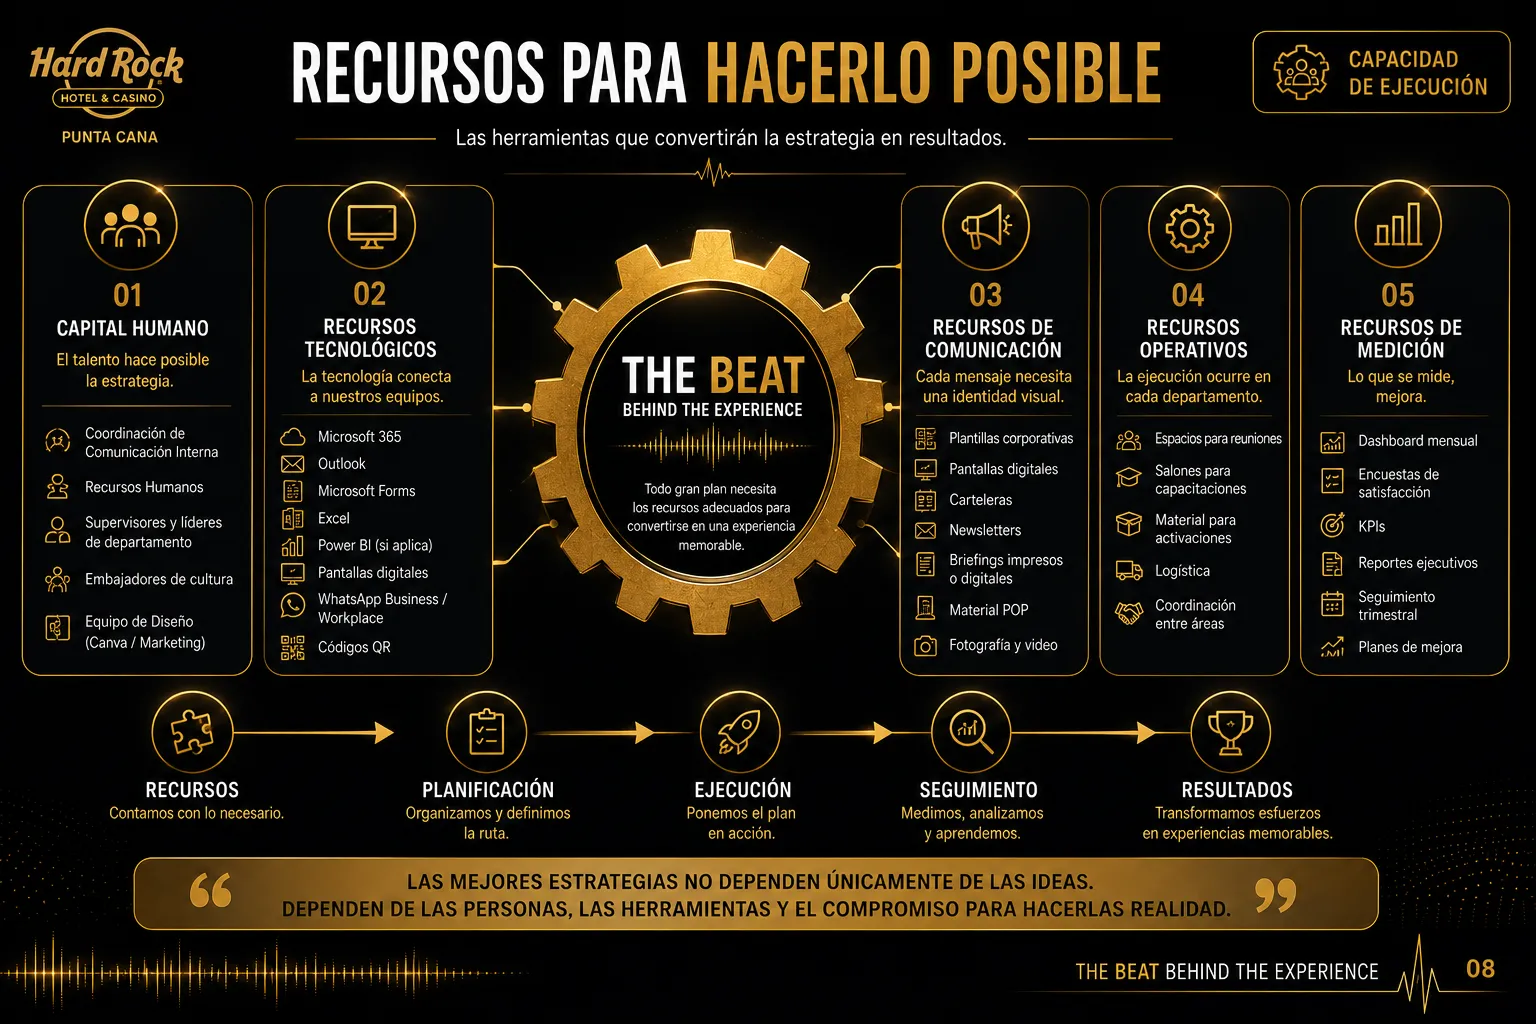 Hard Rock
HOTEL & CASINO
PUNTA CANA
RECURSOS PARA HACERLO POSIBLE
Las herramientas que convertirán la estrategia en resultados.
CAPACIDAD
DE EJECUCIÓN
01
CAPITAL HUMANO
El talento hace posible
la estrategia.
Coordinación de
Comunicación Interna
Recursos Humanos
Supervisores y líderes
de departamento
Embajadores de cultura
Equipo de Diseño
(Canva / Marketing)
02
RECURSOS
TECNOLÓGICOS
La tecnología conecta
a nuestros equipos.
Microsoft 365
Outlook
Microsoft Forms
Excel
Power BI (si aplica)
Pantallas digitales
WhatsApp Business /
Workplace
Códigos QR
THE BEAT
BEHIND THE EXPERIENCE
Todo gran plan necesita
los recursos adecuados para
convertirse en una experiencia
memorable.
03
RECURSOS DE
COMUNICACIÓN
Cada mensaje necesita
una identidad visual.
Plantillas corporativas
Pantallas digitales
Carteleras
Newsletters
Briefings impresos
o digitales
Material POP
Fotografía y video
04
RECURSOS
OPERATIVOS
La ejecución ocurre en
cada departamento.
Espacios para reuniones
Salones para
capacitaciones
Material para
activaciones
Logística
Coordinación
entre áreas
05
RECURSOS DE
MEDICIÓN
Lo que se mide,
mejora.
Dashboard mensual
Encuestas de
satisfacción
KPIs
Reportes ejecutivos
Seguimiento
trimestral
Planes de mejora
RECURSOS
Contamos con lo necesario.
PLANIFICACIÓN
Organizamos y definimos
la ruta.
EJECUCIÓN
Ponemos el plan
en acción.
SEGUIMIENTO
Medimos, analizamos
y aprendemos.
RESULTADOS
Transformamos esfuerzos
en experiencias memorables.
“ LAS MEJORES ESTRATEGIAS NO DEPENDEN ÚNICAMENTE DE LAS IDEAS.
DEPENDEN DE LAS PERSONAS, LAS HERRAMIENTAS Y EL COMPROMISO PARA HACERLAS REALIDAD. ”
THE BEAT BEHIND THE EXPERIENCE
08